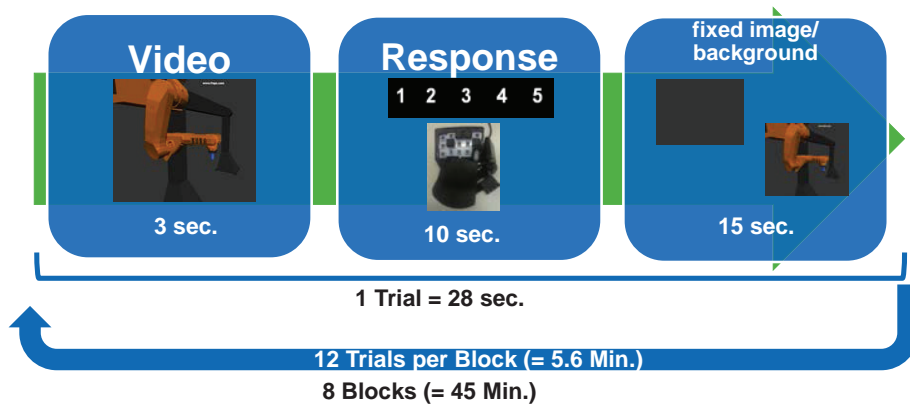 Video
3 sec.
Response
1 2 3 4 5
10 sec.
fixed image/
background
15 sec.
1 Trial = 28 sec.
12 Trials per Block (= 5.6 Min.)
8 Blocks (= 45 Min.)